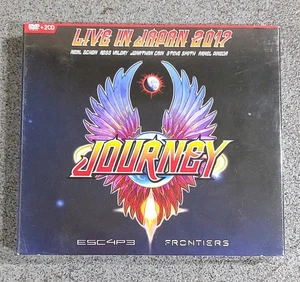 DVD + 2CD
LIVE IN JAPAN 2017
NEAL SCHON ROSS VALORY JONATHAN CAIN STEVE SMITH ARNEL PINEDA
JOURNEY
ESC4P3 FRONTIERS